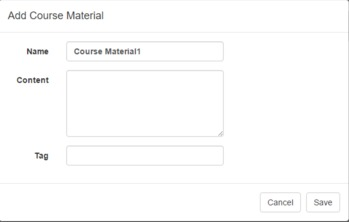 Add Course Material
Name
Course Material1
Content
Tag
Cancel
Save